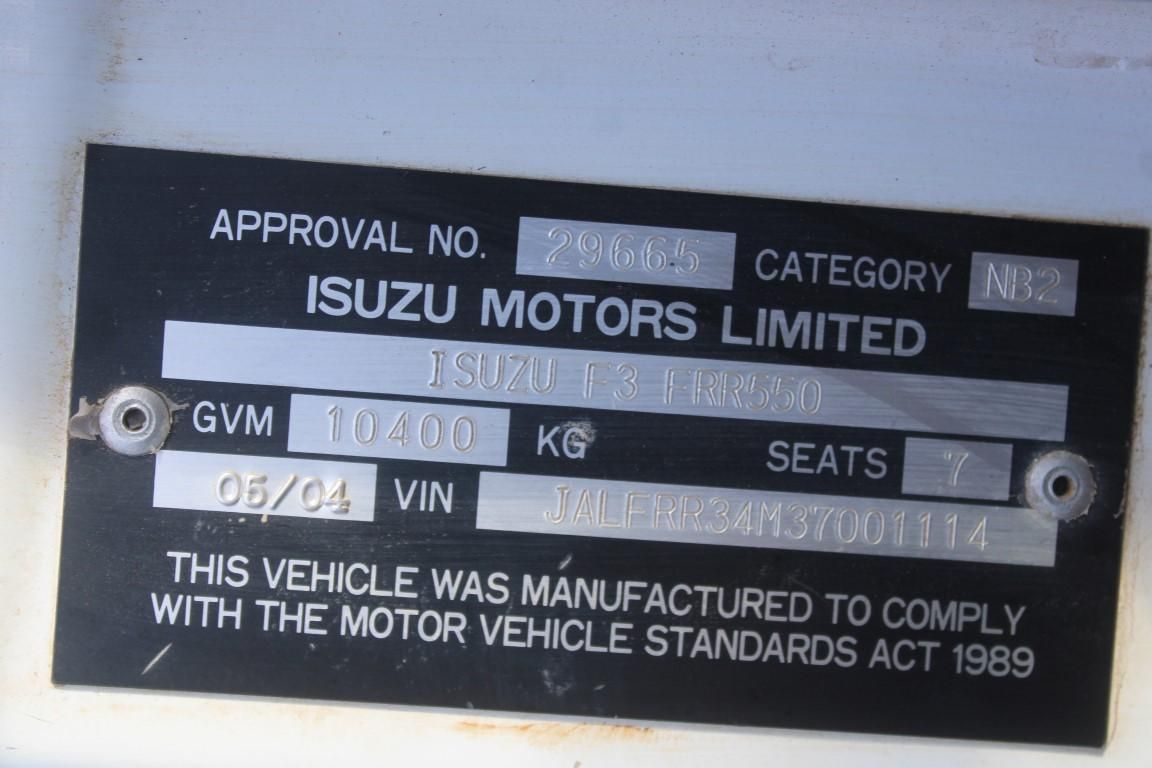 APPROVAL NO. 29665 CATEGORY NB2
ISUZU MOTORS LIMITED
ISUZU F3 FRR550
GVM 10400 KG SEATS 7
05/04 VIN JALFRR34M37001114
THIS VEHICLE WAS MANUFACTURED TO COMPLY
WITH THE MOTOR VEHICLE STANDARDS ACT 1989